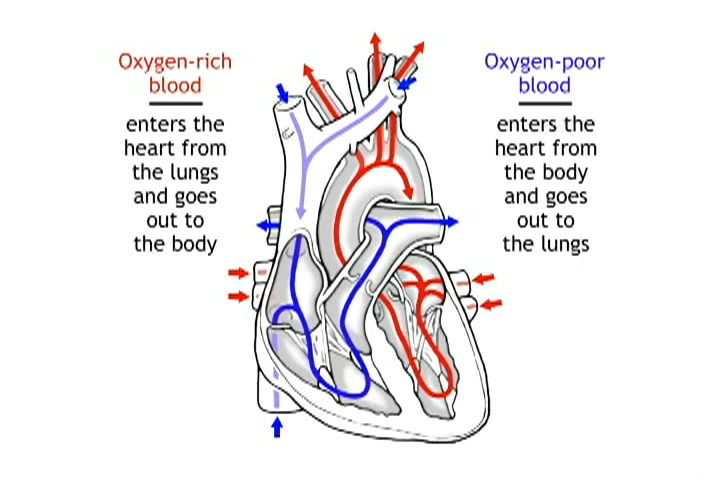 Oxygen-rich
blood
enters the
heart from
the lungs
and goes
out to
the body
Oxygen-poor
blood
enters the
heart from
the body
and goes
out to
the lungs